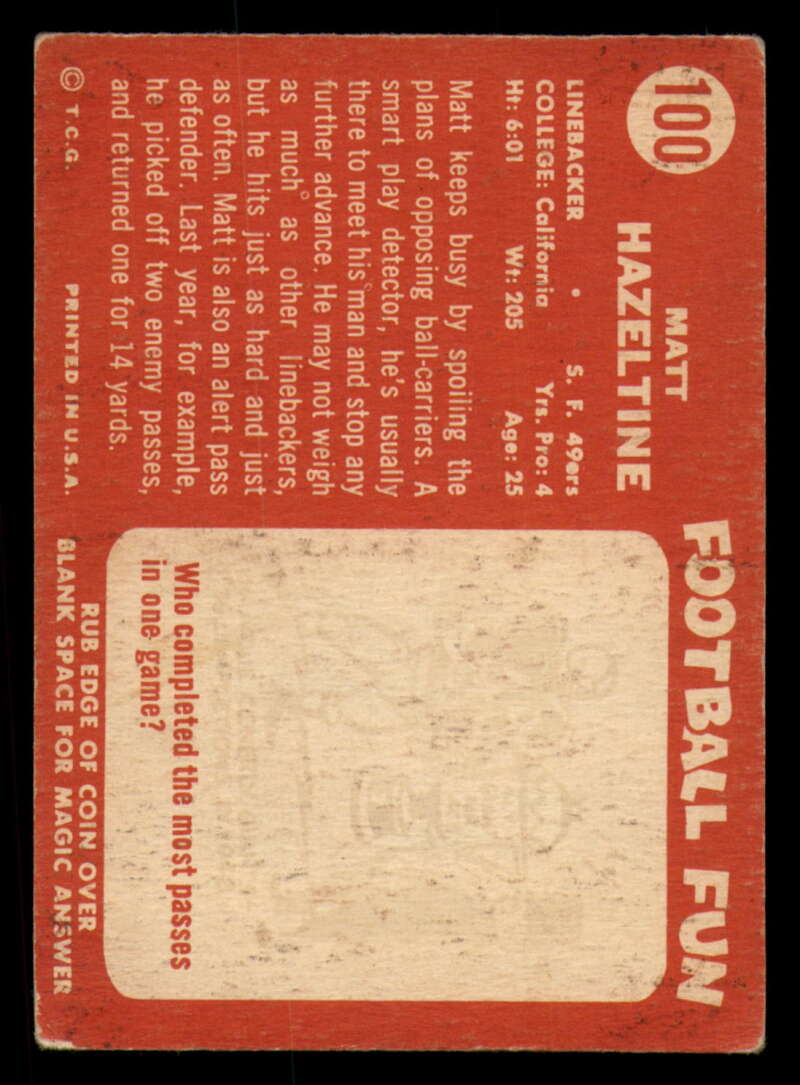 100
MATT
HAZELTINE
LINEBACKER • S. F. 49ers
COLLEGE: California Yrs. Pro: 4
Ht: 6:01 Wt: 205 Age: 25
Matt keeps busy by spoiling the
plans of opposing ball-carriers. A
smart play detector, he's usually
there to meet his man and stop any
further advance. He may not weigh
as much as other linebackers,
but he hits just as hard and just
as often. Matt is also an alert pass
defender. Last year, for example,
he picked off two enemy passes,
and returned one for 14 yards.
© T.C.G. PRINTED IN U.S.A.
FOOTBALL FUN
Who completed the most passes
in one game?
RUB EDGE OF COIN OVER
BLANK SPACE FOR MAGIC ANSWER